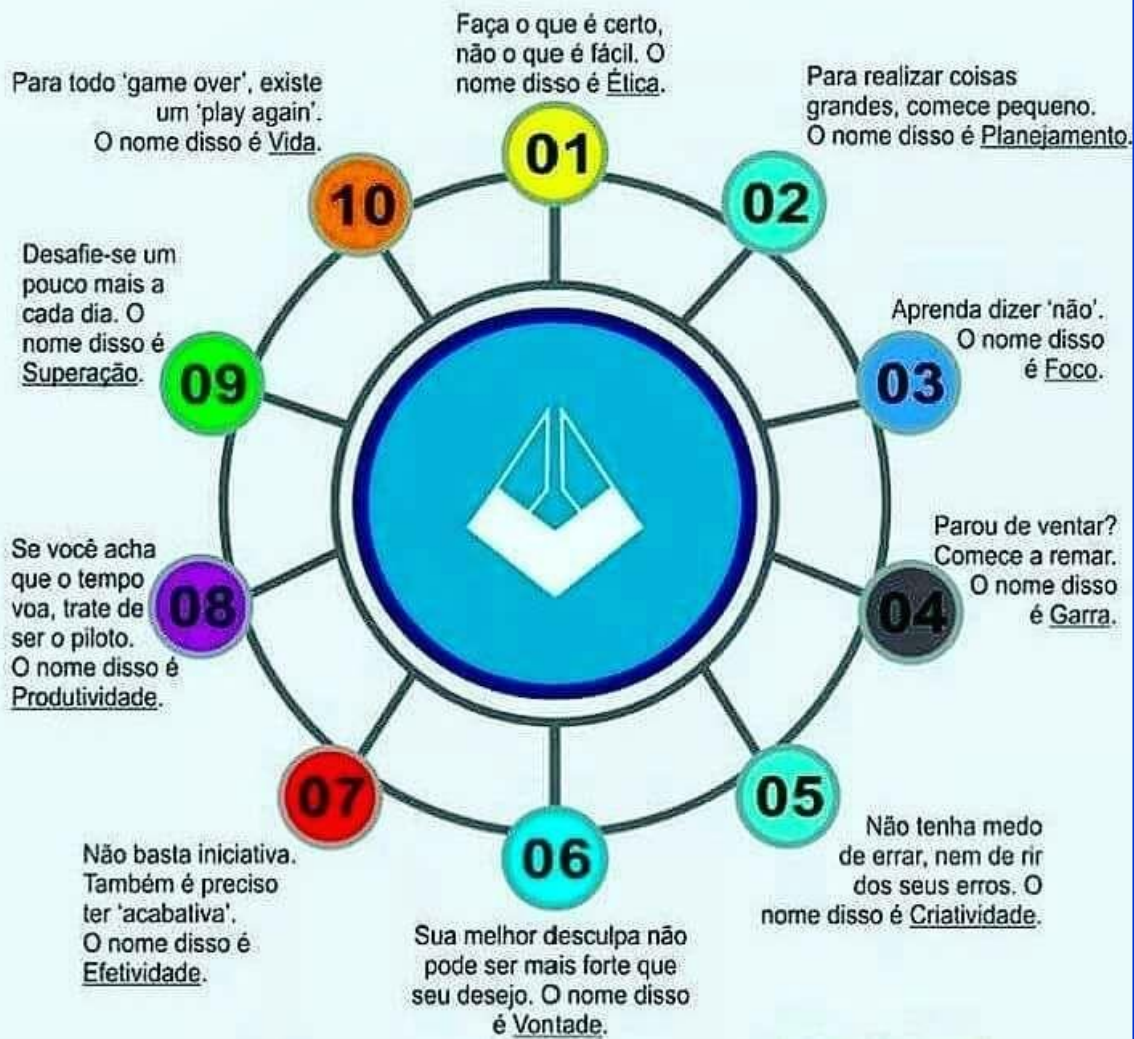 01
Faça o que é certo,
não o que é fácil. O
nome disso é Ética.
02
Para realizar coisas
grandes, comece pequeno.
O nome disso é Planejamento.
03
Aprenda dizer 'não'.
O nome disso
é Foco.
04
Parou de ventar?
Comece a remar.
O nome disso
é Garra.
05
Não tenha medo
de errar, nem de rir
dos seus erros. O
nome disso é Criatividade.
06
Sua melhor desculpa não
pode ser mais forte que
seu desejo. O nome disso
é Vontade.
07
Não basta iniciativa.
Também é preciso
ter 'acabativa'.
O nome disso é
Efetividade.
08
Se você acha
que o tempo
voa, trate de
ser o piloto.
O nome disso é
Produtividade.
09
Desafie-se um
pouco mais a
cada dia. O
nome disso é
Superação.
10
Para todo 'game over', existe
um 'play again'.
O nome disso é Vida.